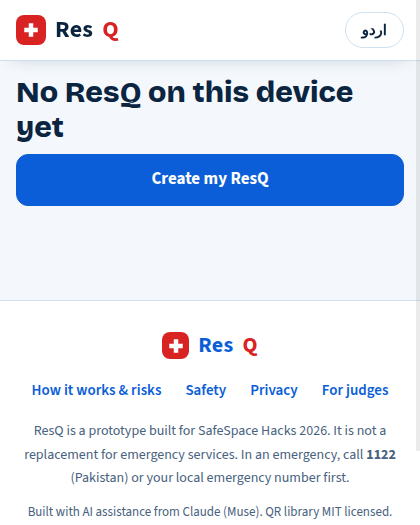 Res Q
اردو
No ResQ on this device
yet
Create my ResQ
Res Q
How it works & risks Safety Privacy For judges
ResQ is a prototype built for SafeSpace Hacks 2026. It is not a
replacement for emergency services. In an emergency, call 1122
(Pakistan) or your local emergency number first.
Built with AI assistance from Claude (Muse). QR library MIT licensed.